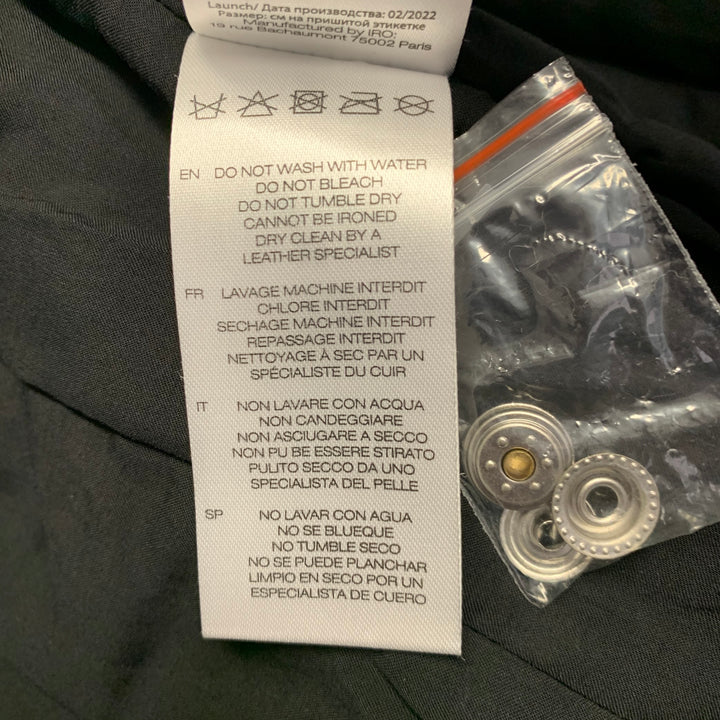 Launch/ Дата производства: 02/2022
Размер: см на пришитой этикетке
Manufactured by IRO:
19 rue Bachaumont 75002 Paris
EN DO NOT WASH WITH WATER
DO NOT BLEACH
DO NOT TUMBLE DRY
CANNOT BE IRONED
DRY CLEAN BY A
LEATHER SPECIALIST
FR LAVAGE MACHINE INTERDIT
CHLORE INTERDIT
SECHAGE MACHINE INTERDIT
REPASSAGE INTERDIT
NETTOYAGE À SEC PAR UN
SPÉCIALISTE DU CUIR
IT NON LAVARE CON ACQUA
NON CANDEGGIARE
NON ASCIUGARE A SECCO
NON PU BE ESSERE STIRATO
PULITO SECCO DA UNO
SPECIALISTA DEL PELLE
SP NO LAVAR CON AGUA
NO SE BLUEQUE
NO TUMBLE SECO
NO SE PUEDE PLANCHAR
LIMPIO EN SECO POR UN
ESPECIALISTA DE CUERO